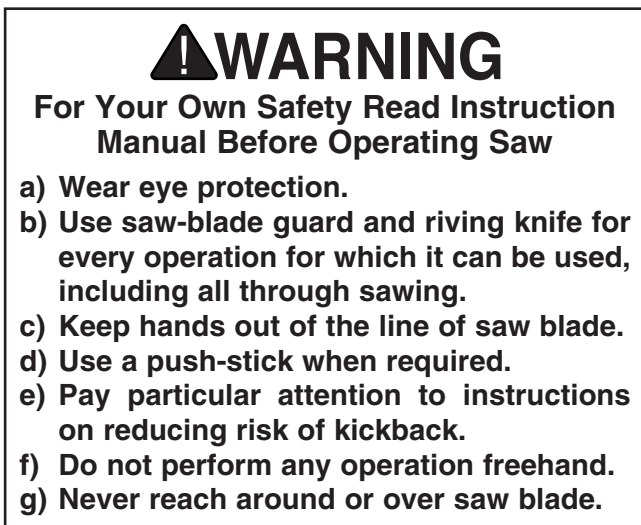 WARNING
For Your Own Safety Read Instruction
Manual Before Operating Saw
a) Wear eye protection.
b) Use saw-blade guard and riving knife for
every operation for which it can be used,
including all through sawing.
c) Keep hands out of the line of saw blade.
d) Use a push-stick when required.
e) Pay particular attention to instructions
on reducing risk of kickback.
f) Do not perform any operation freehand.
g) Never reach around or over saw blade.